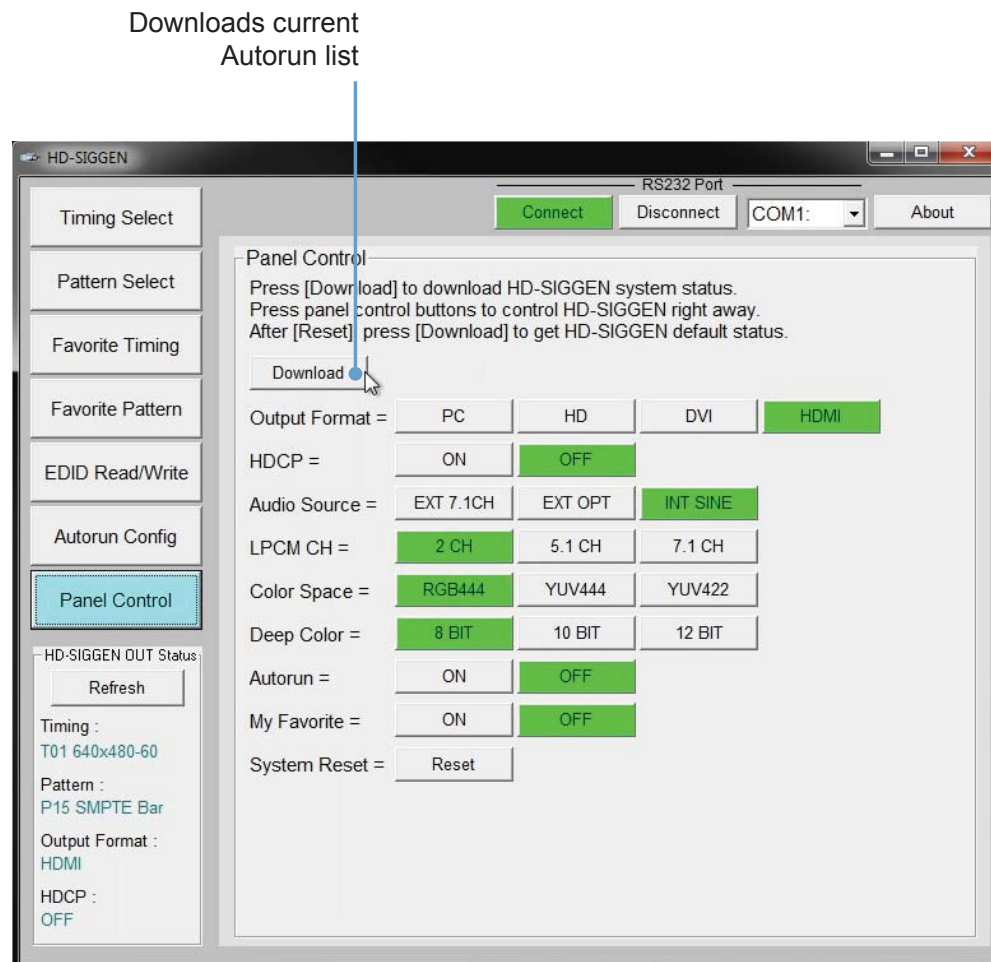 Downloads current
Autorun list
HD-SIGGEN
RS232 Port
Connect Disconnect COM1: About
Timing Select
Pattern Select
Favorite Timing
Favorite Pattern
EDID Read/Write
Autorun Config
Panel Control
HD-SIGGEN OUT Status
Refresh
Timing :
T01 640x480-60
Pattern :
P15 SMPTE Bar
Output Format :
HDMI
HDCP :
OFF
Panel Control
Press [Download] to download HD-SIGGEN system status.
Press panel control buttons to control HD-SIGGEN right away.
After [Reset], press [Download] to get HD-SIGGEN default status.
Download
Output Format = PC HD DVI HDMI
HDCP = ON OFF
Audio Source = EXT 7.1CH EXT OPT INT SINE
LPCM CH = 2 CH 5.1 CH 7.1 CH
Color Space = RGB444 YUV444 YUV422
Deep Color = 8 BIT 10 BIT 12 BIT
Autorun = ON OFF
My Favorite = ON OFF
System Reset = Reset